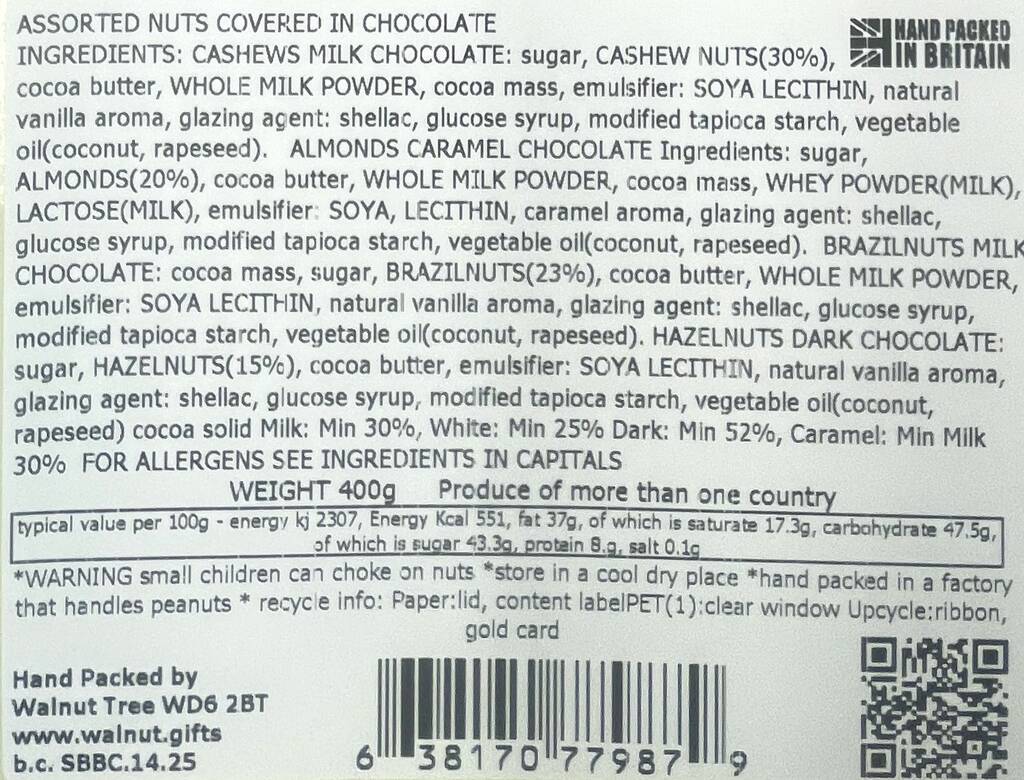 ASSORTED NUTS COVERED IN CHOCOLATE
HAND PACKED
IN BRITAIN
INGREDIENTS: CASHEWS MILK CHOCOLATE: sugar, CASHEW NUTS(30%),
cocoa butter, WHOLE MILK POWDER, cocoa mass, emulsifier: SOYA LECITHIN, natural
vanilla aroma, glazing agent: shellac, glucose syrup, modified tapioca starch, vegetable
oil(coconut, rapeseed). ALMONDS CARAMEL CHOCOLATE Ingredients: sugar,
ALMONDS(20%), cocoa butter, WHOLE MILK POWDER, cocoa mass, WHEY POWDER(MILK),
LACTOSE(MILK), emulsifier: SOYA, LECITHIN, caramel aroma, glazing agent: shellac,
glucose syrup, modified tapioca starch, vegetable oil(coconut, rapeseed). BRAZILNUTS MILK
CHOCOLATE: cocoa mass, sugar, BRAZILNUTS(23%), cocoa butter, WHOLE MILK POWDER,
emulsifier: SOYA LECITHIN, natural vanilla aroma, glazing agent: shellac, glucose syrup,
modified tapioca starch, vegetable oil(coconut, rapeseed). HAZELNUTS DARK CHOCOLATE:
sugar, HAZELNUTS(15%), cocoa butter, emulsifier: SOYA LECITHIN, natural vanilla aroma,
glazing agent: shellac, glucose syrup, modified tapioca starch, vegetable oil(coconut,
rapeseed) cocoa solid Milk: Min 30%, White: Min 25% Dark: Min 52%, Caramel: Min Milk
30% FOR ALLERGENS SEE INGREDIENTS IN CAPITALS
WEIGHT 400g Produce of more than one country
typical value per 100g - energy kj 2307, Energy Kcal 551, fat 37g, of which is saturate 17.3g, carbohydrate 47.5g,
of which is sugar 43.3g, protein 8.g, salt 0.1g
*WARNING small children can choke on nuts *store in a cool dry place *hand packed in a factory
that handles peanuts * recycle info: Paper:lid, content labelPET(1):clear window Upcycle:ribbon,
gold card
Hand Packed by
Walnut Tree WD6 2BT
www.walnut.gifts
b.c. SBBC.14.25
6 38170 77987 9